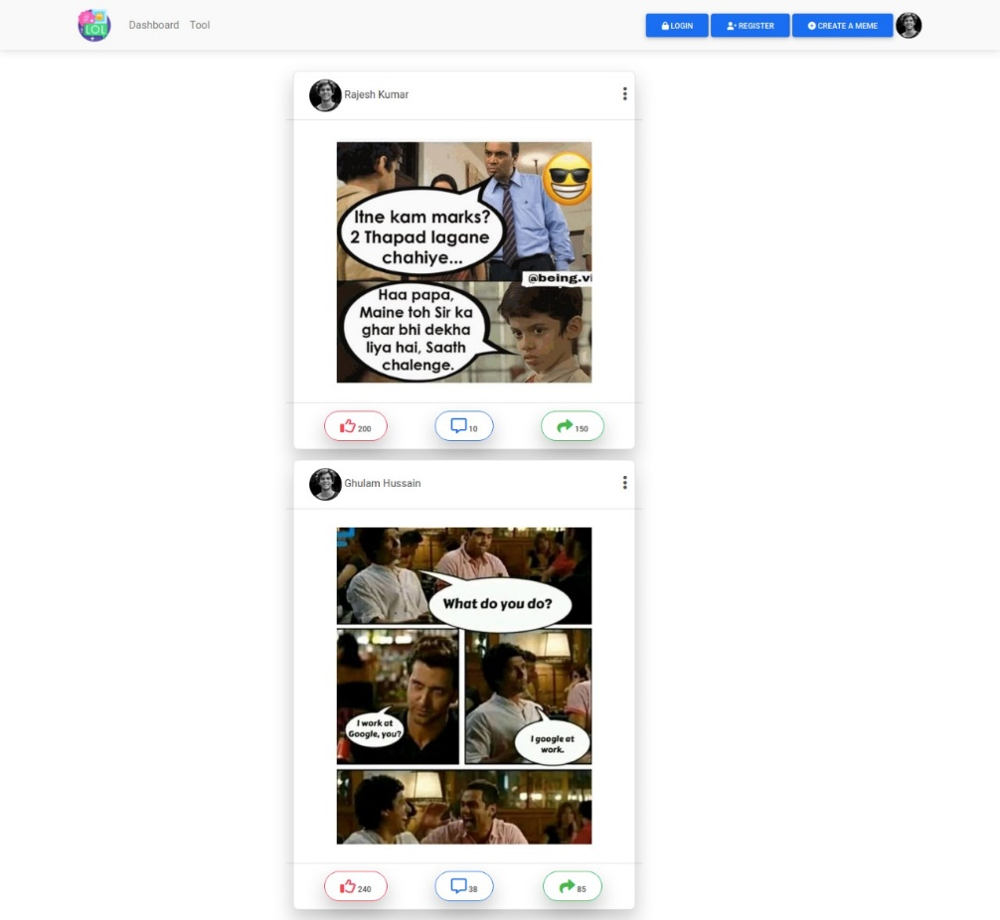 LOL
Dashboard Tool
LOGIN REGISTER CREATE A MEME
Rajesh Kumar
Itne kam marks?
2 Thapad lagane
chahiye...
@being.vi
Haa papa,
Maine toh Sir ka
ghar bhi dekha
liya hai, Saath
chalenge.
200 10 150
Ghulam Hussain
What do you do?
I work at
Google, you?
I google at
work.
240 38 85